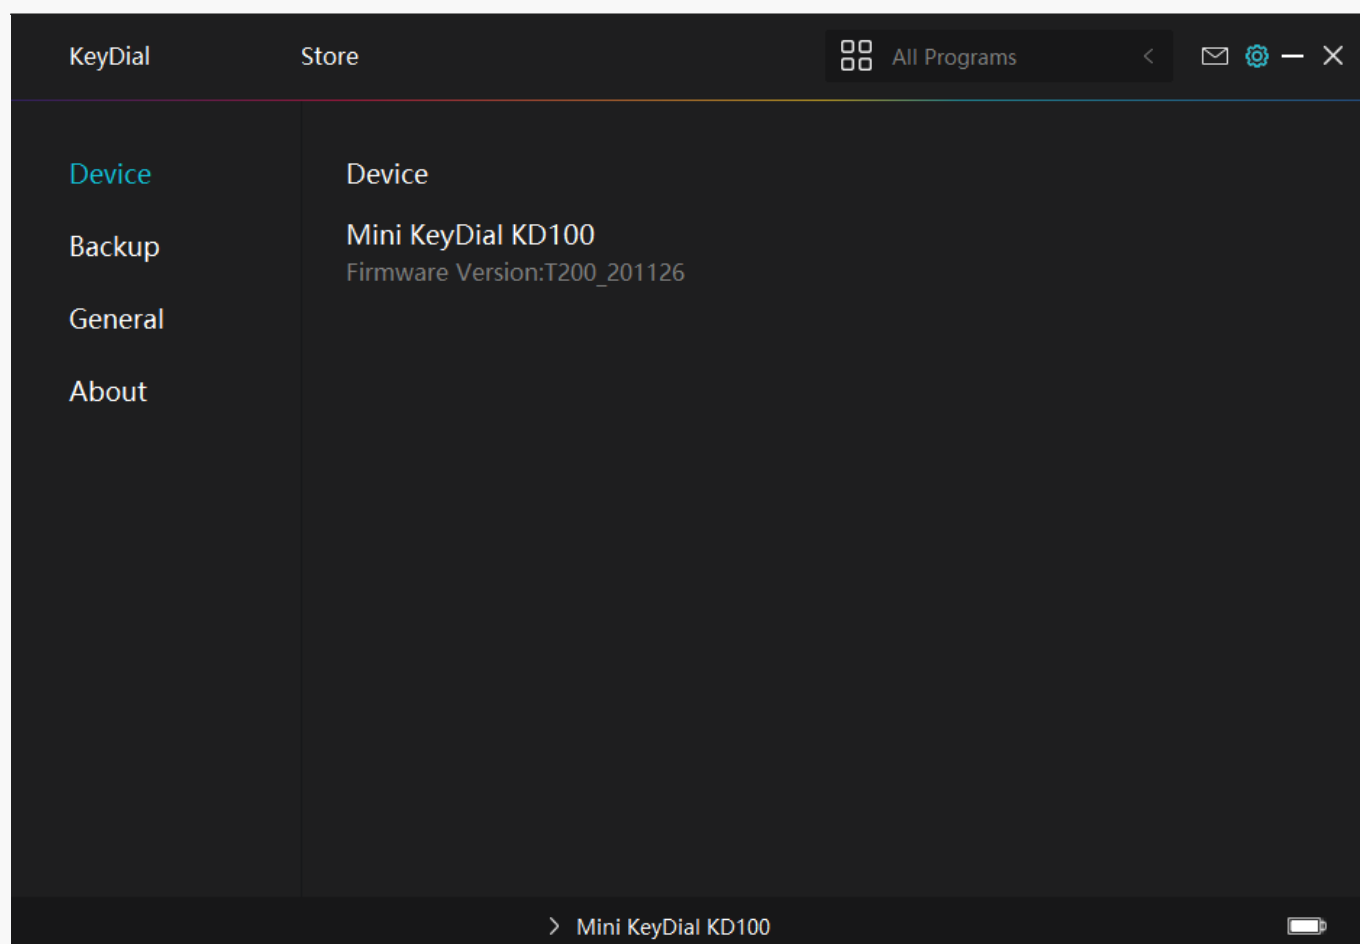 KeyDial
Store
All Programs
Device
Backup
General
About
Device
Mini KeyDial KD100
Firmware Version:T200_201126
Mini KeyDial KD100